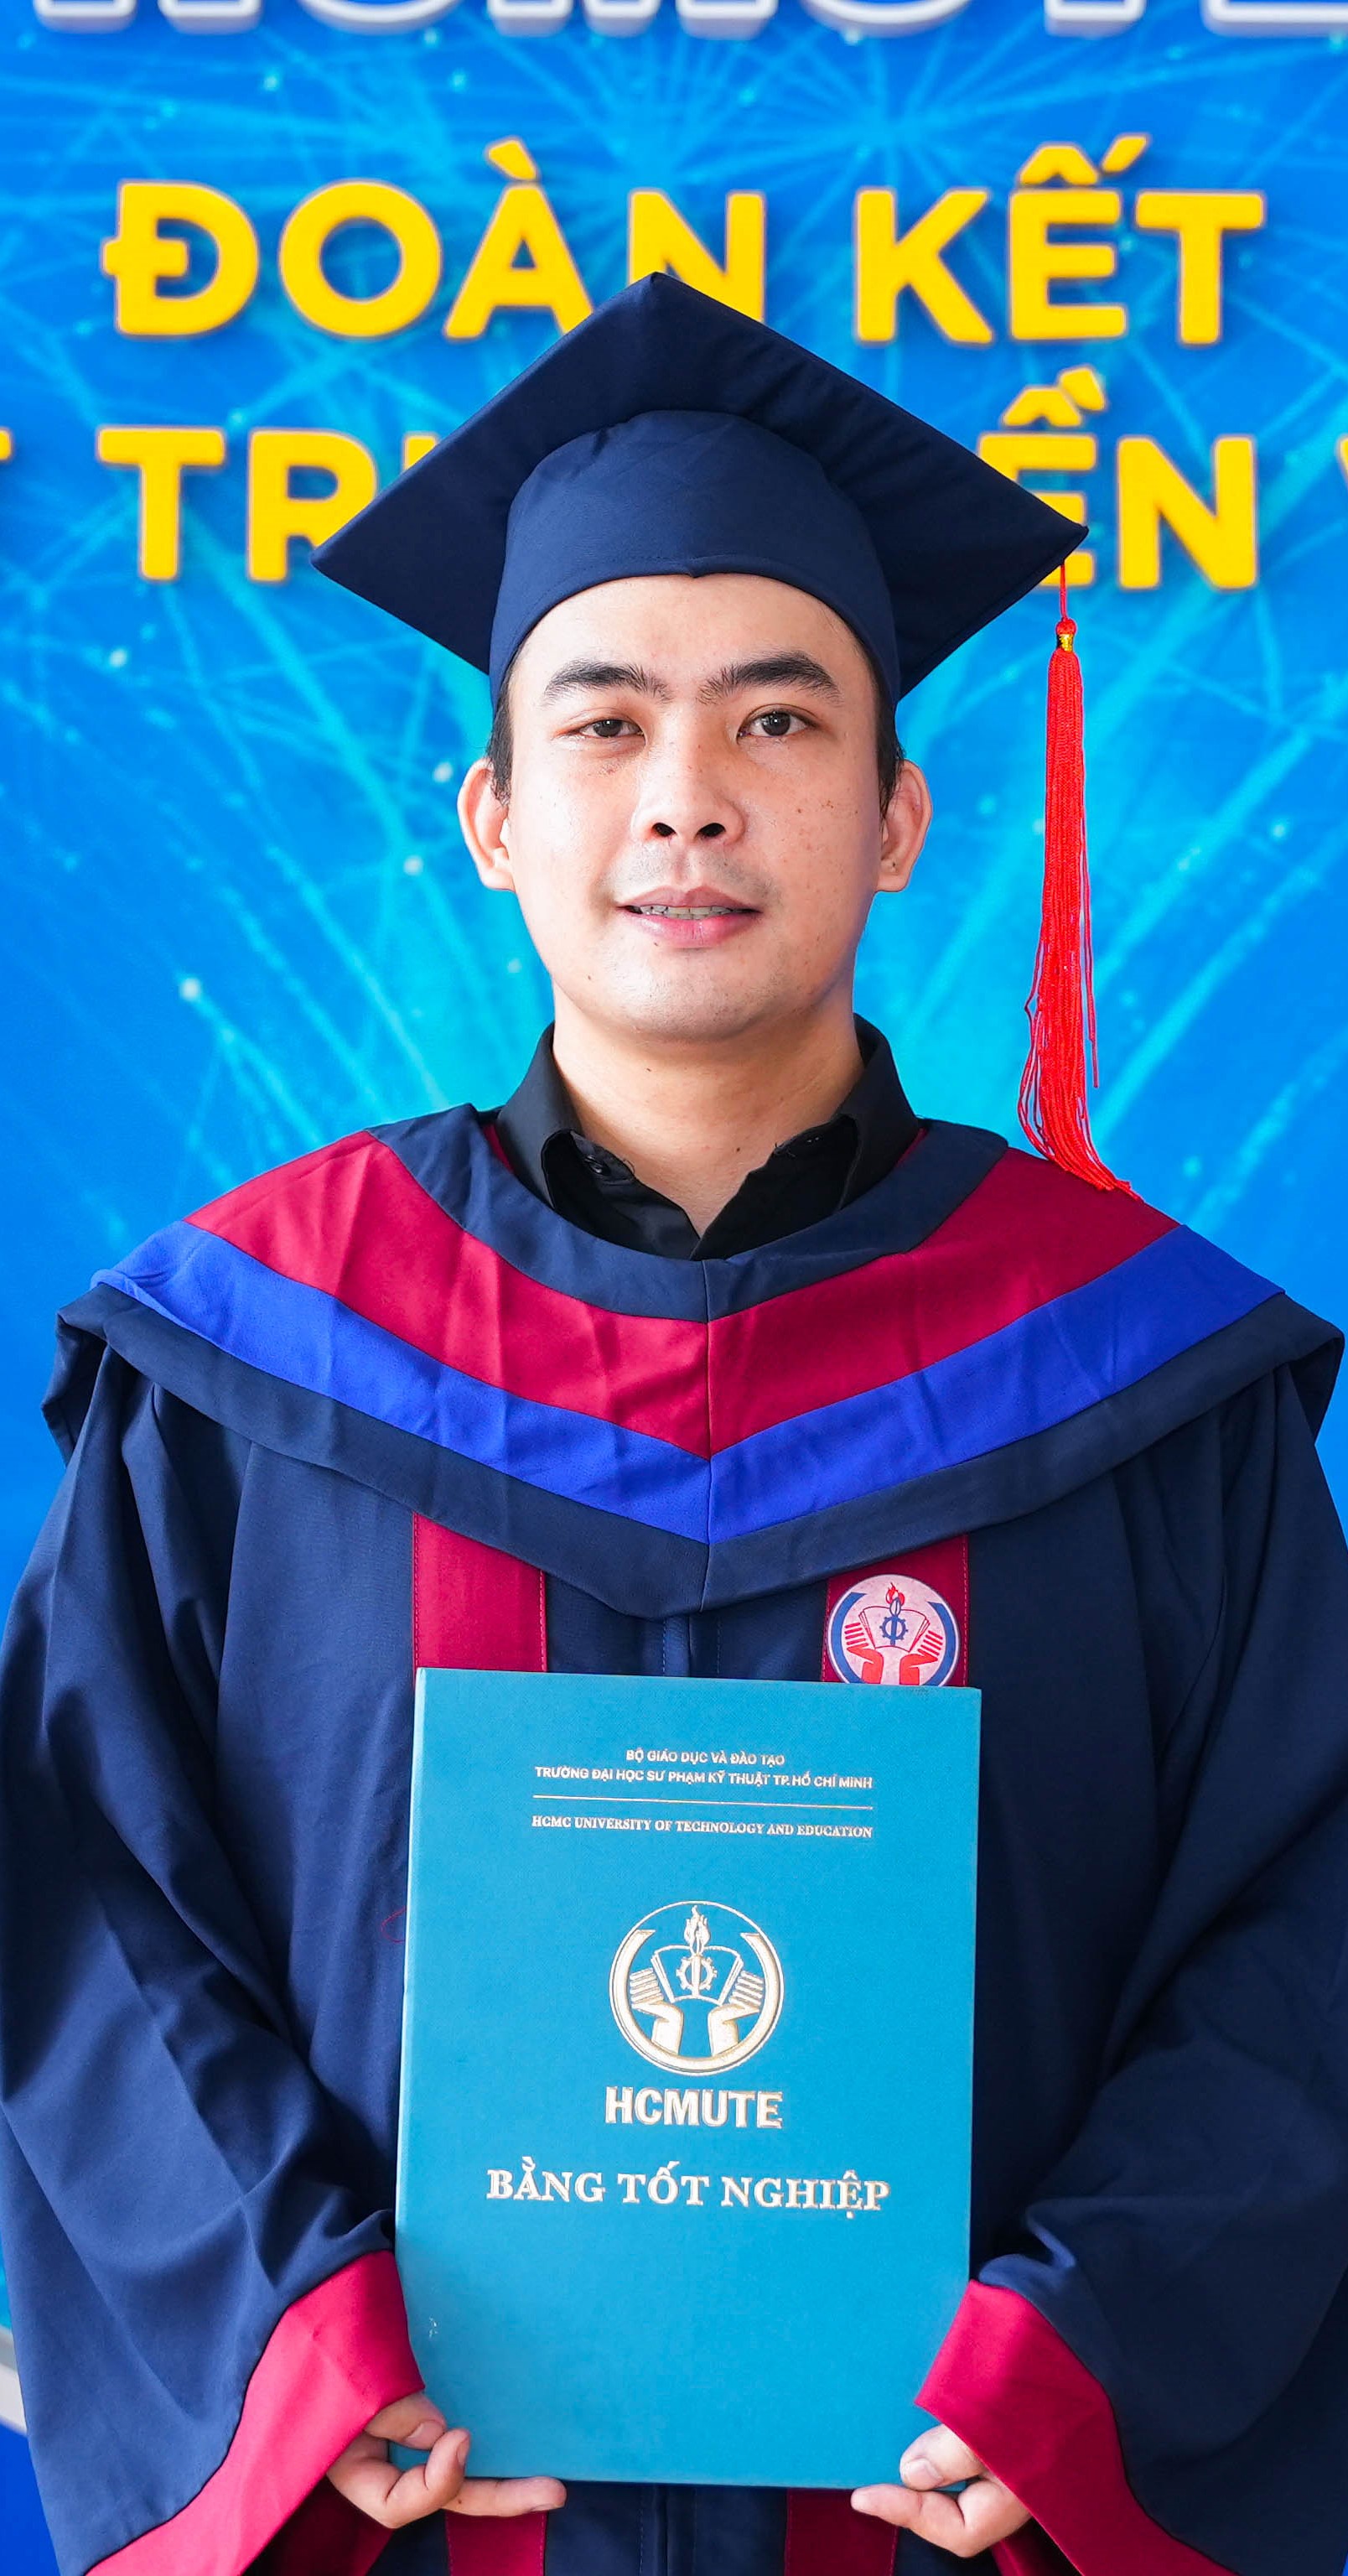 HCMUTE
ĐOÀN KẾT
BỘ GIÁO DỤC VÀ ĐÀO TẠO
TRƯỜNG ĐẠI HỌC SƯ PHẠM KỸ THUẬT TP. HỒ CHÍ MINH
HCMC UNIVERSITY OF TECHNOLOGY AND EDUCATION
HCMUTE
BẰNG TỐT NGHIỆP